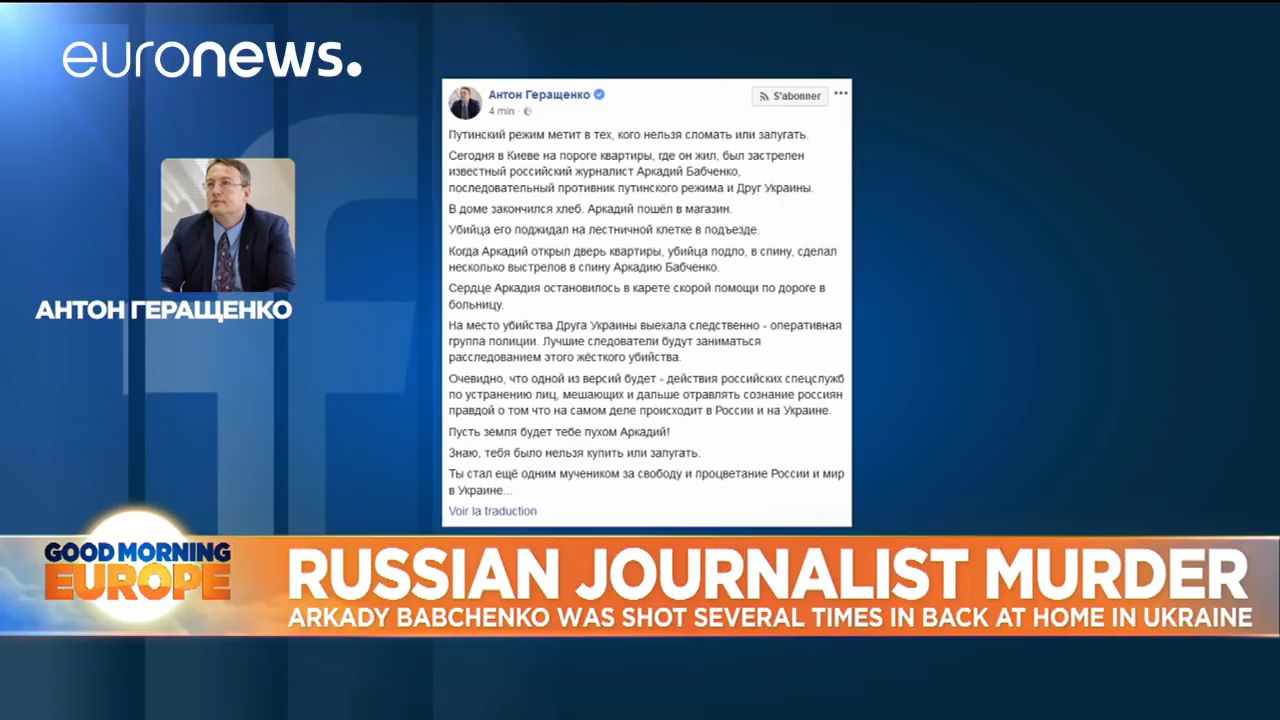 euronews.
Антон Геращенко
S'abonner
4 min
Путинский режим метит в тех, кого нельзя сломать или запугать.
Сегодня в Киеве на пороге квартиры, где он жил, был застрелен
известный российский журналист Аркадий Бабченко,
последовательный противник путинского режима и Друг Украины.
В доме закончился хлеб. Аркадий пошёл в магазин.
Убийца его поджидал на лестничной клетке в подъезде.
Когда Аркадий открыл дверь квартиры, убийца подло, в спину, сделал
несколько выстрелов в спину Аркадию Бабченко.
Сердце Аркадия остановилось в карете скорой помощи по дороге в
больницу.
На место убийства Друга Украины выехала следственно - оперативная
группа полиции. Лучшие следователи будут заниматься
расследованием этого жёсткого убийства.
Очевидно, что одной из версий будет - действия российских спецслужб
по устранению лиц, мешающих и дальше отравлять сознание россиян
правдой о том что на самом деле происходит в России и на Украине.
Пусть земля будет тебе пухом Аркадий!
Знаю, тебя было нельзя купить или запугать.
Ты стал ещё одним мучеником за свободу и процветание России и мир
в Украине...
Voir la traduction
АНТОН ГЕРАЩЕНКО
GOOD MORNING
EUROPE
RUSSIAN JOURNALIST MURDER
ARKADY BABCHENKO WAS SHOT SEVERAL TIMES IN BACK AT HOME IN UKRAINE